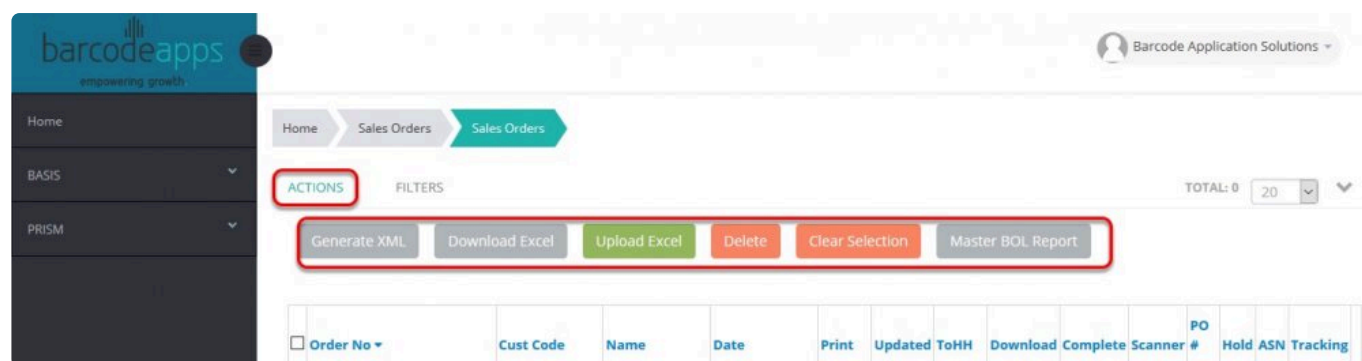 barcodeapps
empowering growth
Barcode Application Solutions
Home
BASIS
PRISM
Home Sales Orders Sales Orders
ACTIONS FILTERS TOTAL: 0 20
Generate XML Download Excel Upload Excel Delete Clear Selection Master BOL Report
Order No Cust Code Name Date Print Updated ToHH Download Complete Scanner PO # Hold ASN Tracking